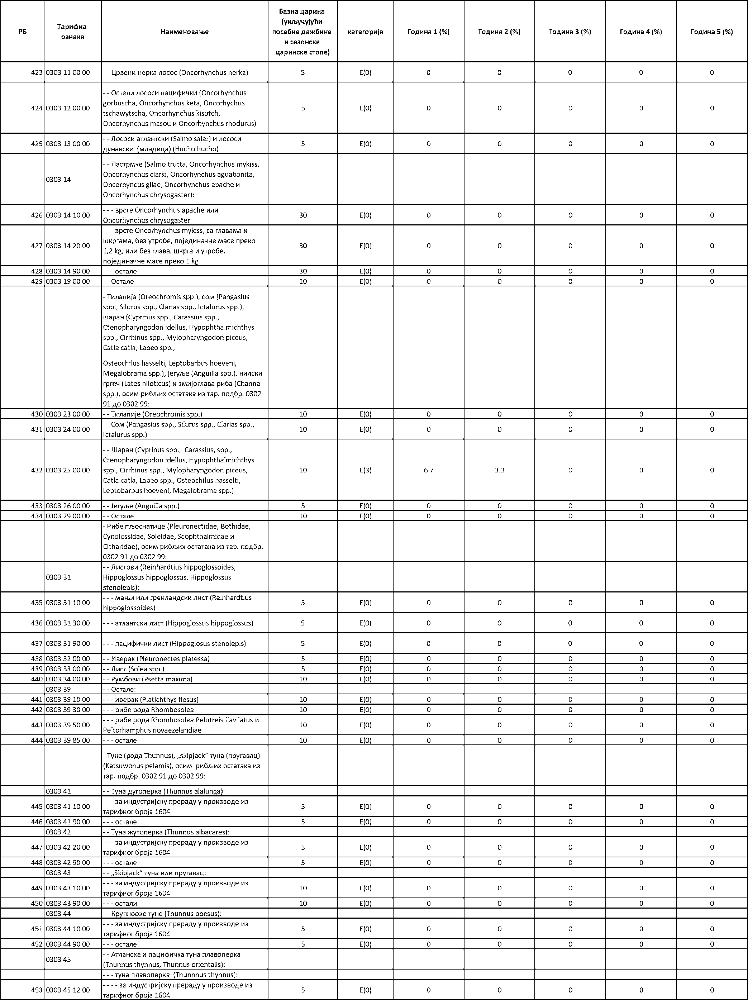 РБ
Тарифна
ознака
Наименовање
Базна царина
(укључујући
посебне дажбине
и сезонске
царинске стопе)
категорија
Година 1 (%)
Година 2 (%)
Година 3 (%)
Година 4 (%)
Година 5 (%)
423 0303 11 00 00 - - Црвени нерка лосос (Oncorhynchus nerka) 5 E(0) 0 0 0 0 0
- - Остали лососи пацифички (Oncorhynchus
gorbuscha, Oncorhynchus keta, Oncorhychus
424 0303 12 00 00 5 E(0) 0 0 0 0 0
tschawytscha, Oncorhynchus kisutch,
Oncorhynchus masou и Oncorhynchus rhodurus)
425 0303 13 00 00 5 E(0) 0 0 0 0 0
- - Лососи атлантски (Salmo salar) и лососи
дунавски  (младица) (Hucho hucho)
0303 14
- - Пастрмке (Salmo trutta, Oncorhynchus mykiss,
Oncorhynchus clarki, Oncorhynchus aguabonita,
Oncorhyncus gilae, Oncorhynchus apache и
Oncorhynchus chrysogaster):
426 0303 14 10 00 30 E(0) 0 0 0 0 0
- - - врсте Oncorhynchus apache или
Oncorhynchus chrysogaster
427 0303 14 20 00 30 E(0) 0 0 0 0 0
- - - врсте Oncorhynchus mykiss, са главама и
шкргама, без утробе, појединачне масе преко
1,2 kg, или без глава, шкрга и утробе,
појединачне масе преко 1 kg
428 0303 14 90 00 - - - остале 30 E(0) 0 0 0 0 0
429 0303 19 00 00 - - Остале 10 E(0) 0 0 0 0 0
- Тилапија (Oreochromis spp.), сом (Pangasius
spp., Silurus spp., Clarias spp., Ictalurus spp.),
шаран (Cyprinus spp., Carassius spp.,
Ctenopharyngodon idellus, Hypophthalmichthys
spp., Cirrhinus spp., Mylopharyngodon piceus,
Catla catla, Labeo spp.,
Osteochilus hasselti, Leptobarbus hoeveni,
Megalobrama spp.), јегуље (Anguilla spp.), нилски
гргеч (Lates niloticus) и змијоглава риба (Channa
spp.), осим рибљих остатака из тар. подбр. 0302
91 до 0302 99:
430 0303 23 00 00 - - Тилапије (Oreochromis spp.) 10 E(0) 0 0 0 0 0
431 0303 24 00 00 10 E(0) 0 0 0 0 0
- - Сом (Pangasius spp., Silurus spp., Clarias spp.,
Ictalurus spp.)
432 0303 25 00 00 10 E(3) 6.7 3.3 0 0 0
- - Шаран (Cyprinus spp.,  Carassius, spp.,
Ctenopharyngodon idellus, Hypophthalmichthys
spp., Cirrhinus spp., Mylopharyngodon piceus,
Catla catla, Labeo spp., Osteochilus hasselti,
Leptobarbus hoeveni, Megalobrama spp.)
433 0303 26 00 00 - - Јегуље (Anguilla spp.) 5 E(0) 0 0 0 0 0
434 0303 29 00 00 - - Остале 10 E(0) 0 0 0 0 0
- Рибе пљоснатице (Pleuronectidae, Bothidae,
Cynolossidae, Soleidae, Scophthalmidae и
Citharidae), осим рибљих остатака из тар. подбр.
0302 91 до 0302 99:
0303 31
- - Листови (Reinhardtius hippoglossoides,
Hippoglossus hippoglossus, Hippoglossus
stenolepis):
435 0303 31 10 00 5 E(0) 0 0 0 0 0
- - - мањи или гренландски лист (Reinhardtius
hippoglossoides)
436 0303 31 30 00 - - - атлантски лист (Hippoglossus hippoglossus) 5 E(0) 0 0 0 0 0
437 0303 31 90 00 - - - пацифички лист (Hippoglosus stenolepis) 5 E(0) 0 0 0 0 0
438 0303 32 00 00 - - Иверак (Pleuronectes platessa) 5 E(0) 0 0 0 0 0
439 0303 33 00 00 - - Лист (Solea spp.) 5 E(0) 0 0 0 0 0
440 0303 34 00 00 - - Румбови (Psetta maxima) 10 E(0) 0 0 0 0 0
0303 39 - - Остале:
441 0303 39 10 00 - - - иверак (Platichthys flesus) 10 E(0) 0 0 0 0 0
442 0303 39 30 00 - - - рибе рода Rhombosolea 10 E(0) 0 0 0 0 0
443 0303 39 50 00 10 E(0) 0 0 0 0 0
- - - рибе рода Rhombosolea Pelotreis flavilatus и
Peltorhamphus novaezelandiae
444 0303 39 85 00 - - - остале 10 E(0) 0 0 0 0 0
- Туне (рода Thunnus), „skipjack” туна (пругавац)
(Katsuwonus pelamis), осим  рибљих остатака из
тар. подбр. 0302 91 до 0302 99:
0303 41 - - Туна дугоперка (Thunnus alalunga):
445 0303 41 10 00 5 E(0) 0 0 0 0 0
- - - за индустријску прераду у производе из
тарифног броја 1604
446 0303 41 90 00 - - - остале 5 E(0) 0 0 0 0 0
0303 42 - - Туна жутоперка (Thunnus albacares):
447 0303 42 20 00 5 E(0) 0 0 0 0 0
- - - за индустријску прераду у производе из
тарифног броја 1604
448 0303 42 90 00 - - - остале 5 E(0) 0 0 0 0 0
0303 43 - - „Skipjack” туна или пругавац:
449 0303 43 10 00 10 E(0) 0 0 0 0 0
- - - за индустријску прераду у производе из
тарифног броја 1604
450 0303 43 90 00 - - - остали 10 E(0) 0 0 0 0 0
0303 44 - - Крупнооке туне (Thunnus obesus):
451 0303 44 10 00 5 E(0) 0 0 0 0 0
- - - за индустријску прераду у производе из
тарифног броја 1604
452 0303 44 90 00 - - - остале 5 E(0) 0 0 0 0 0
0303 45
- - Атланска и пацифичка туна плавоперка
(Thunnus thynnus, Thunnus orientalis):
- - - туна плавоперка  (Thunnnus thynnus):
453 0303 45 12 00 5 E(0) 0 0 0 0 0
- - - - за индустријску прераду у производе из
тарифног броја 1604